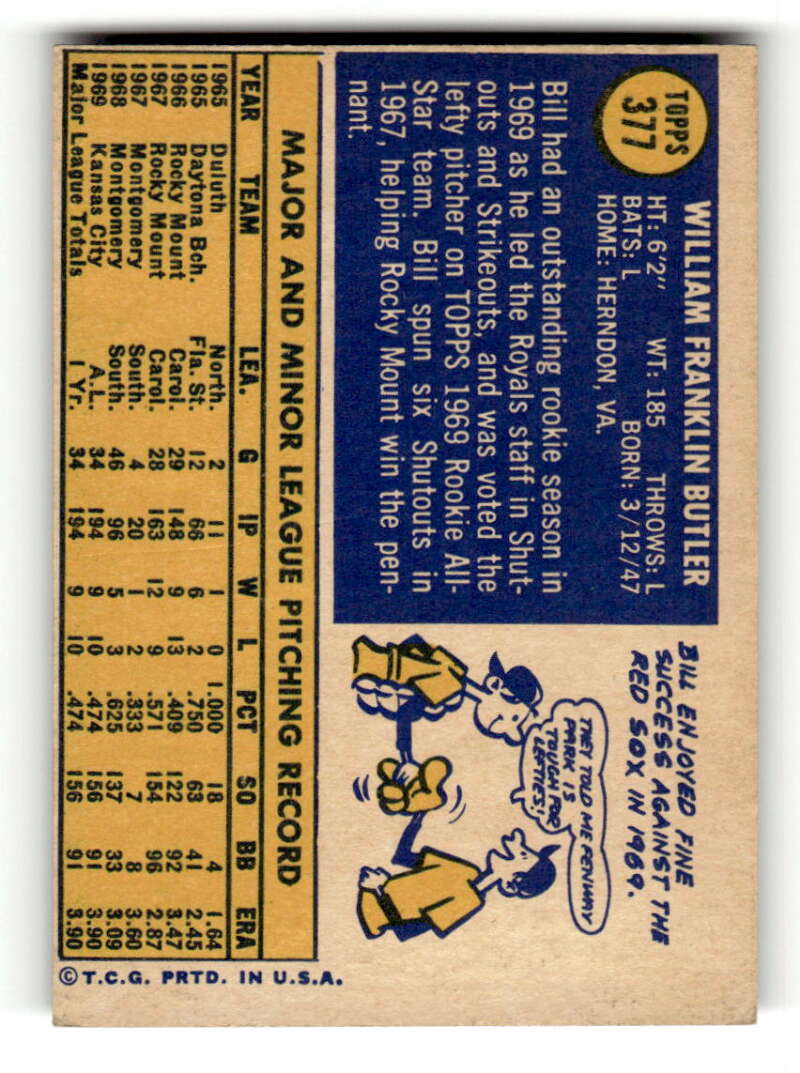 TOPPS
377
WILLIAM FRANKLIN BUTLER
HT: 6'2" WT: 185 THROWS: L
BATS: L BORN: 3/12/47
HOME: HERNDON, VA.
Bill had an outstanding rookie season in
1969 as he led the Royals staff in Shut-
outs and Strikeouts, and was voted the
lefty pitcher on TOPPS 1969 Rookie All-
Star team. Bill spun six Shutouts in
1967, helping Rocky Mount win the pen-
nant.
BILL ENJOYED FINE
SUCCESS AGAINST THE
RED SOX IN 1969.
THEY TOLD ME FENWAY
PARK IS
TOUGH FOR
LEFTIES!
MAJOR AND MINOR LEAGUE PITCHING RECORD
YEAR TEAM LEA. G IP W L PCT SO BB ERA
1965 Duluth North. 2 11 1 0 1.000 18 4 1.64
1965 Daytona Bch. Fla. St. 12 66 6 2 .750 63 41 2.45
1966 Rocky Mount Carol. 29 148 9 13 .409 122 92 3.47
1967 Rocky Mount Carol. 28 163 12 9 .571 154 96 2.87
1967 Montgomery South. 4 20 1 2 .333 7 8 3.60
1968 Montgomery South. 46 96 5 3 .625 137 33 3.09
1969 Kansas City A.L. 34 194 9 10 .474 156 91 3.90
Major League Totals 1 Yr. 34 194 9 10 .474 156 91 3.90
© T.C.G. PRTD. IN U.S.A.